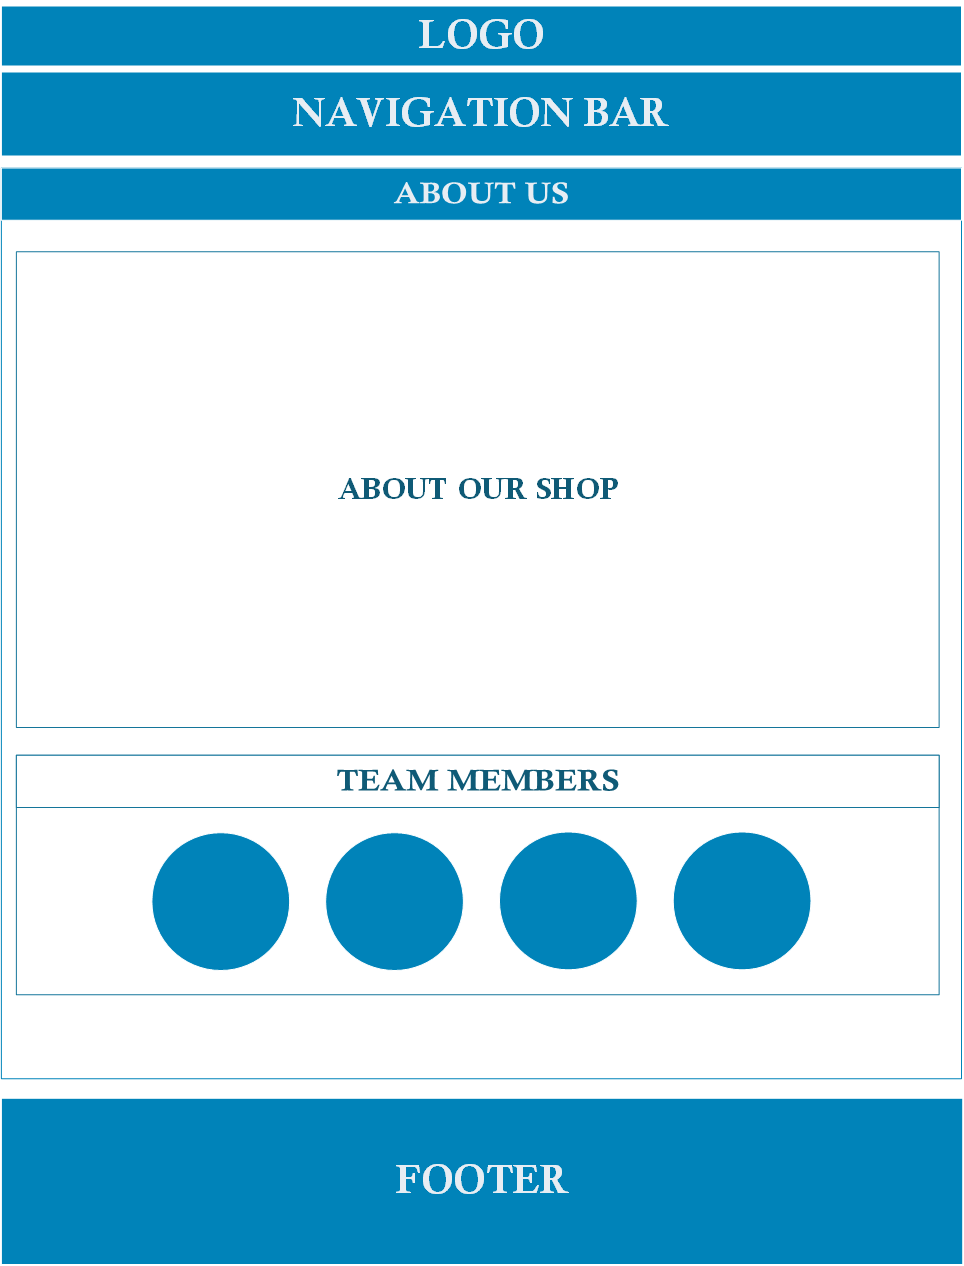 LOGO
NAVIGATION BAR
ABOUT US
ABOUT OUR SHOP
TEAM MEMBERS
FOOTER